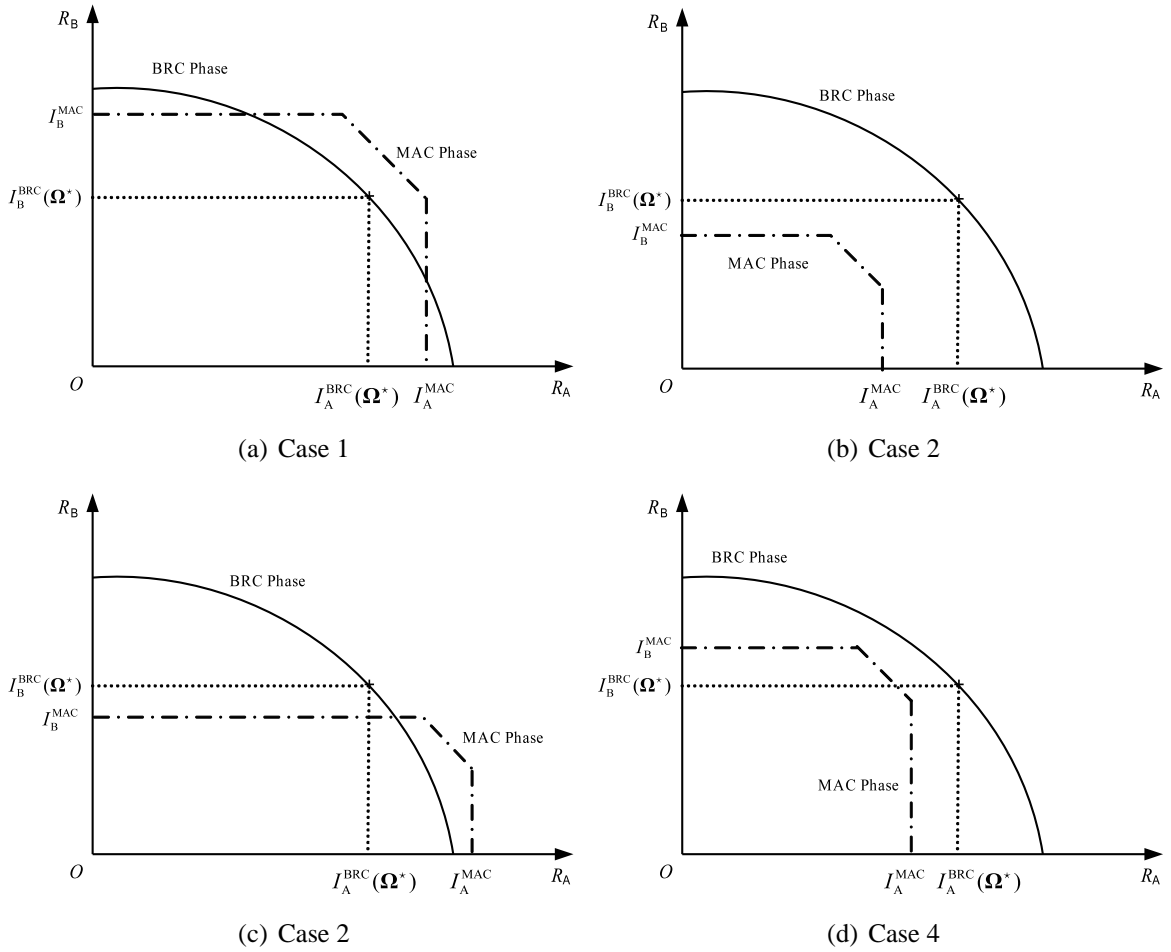 R_B
BRC Phase
I_B^MAC
MAC Phase
I_B^BRC(Ω*)
O
I_A^BRC(Ω*) I_A^MAC R_A
(a) Case 1
R_B
BRC Phase
I_B^BRC(Ω*)
I_B^MAC
MAC Phase
O
I_A^MAC I_A^BRC(Ω*) R_A
(b) Case 2
R_B
BRC Phase
I_B^BRC(Ω*)
I_B^MAC
MAC Phase
O
I_A^BRC(Ω*) I_A^MAC R_A
(c) Case 2
R_B
BRC Phase
I_B^MAC
I_B^BRC(Ω*)
MAC Phase
O
I_A^MAC I_A^BRC(Ω*) R_A
(d) Case 4